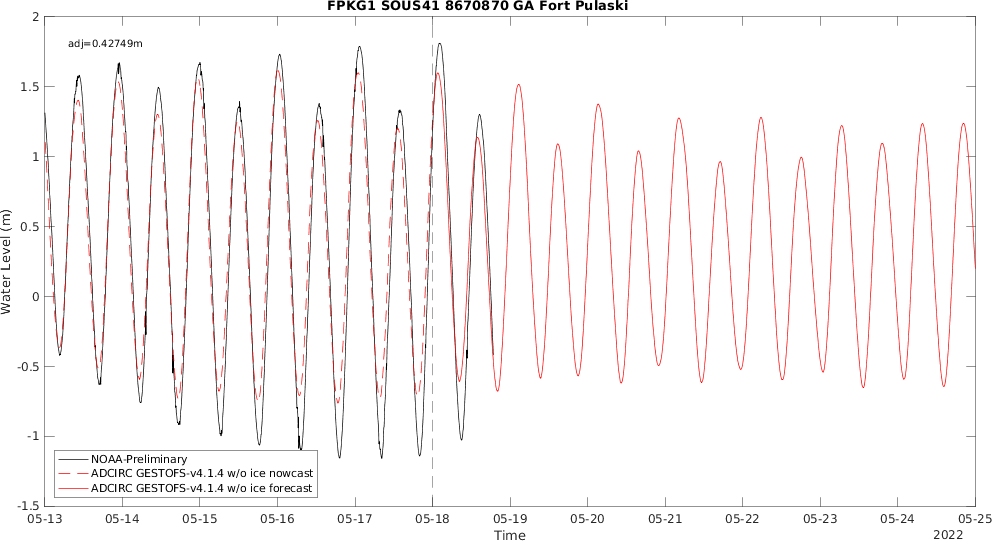 FPKG1 SOUS41 8670870 GA Fort Pulaski
adj=0.42749m
2
1.5
1
0.5
0
-0.5
-1
-1.5
Water Level (m)
NOAA-Preliminary
ADCIRC GESTOFS-v4.1.4 w/o ice nowcast
ADCIRC GESTOFS-v4.1.4 w/o ice forecast
05-13 05-14 05-15 05-16 05-17 05-18 05-19 05-20 05-21 05-22 05-23 05-24 05-25
Time
2022